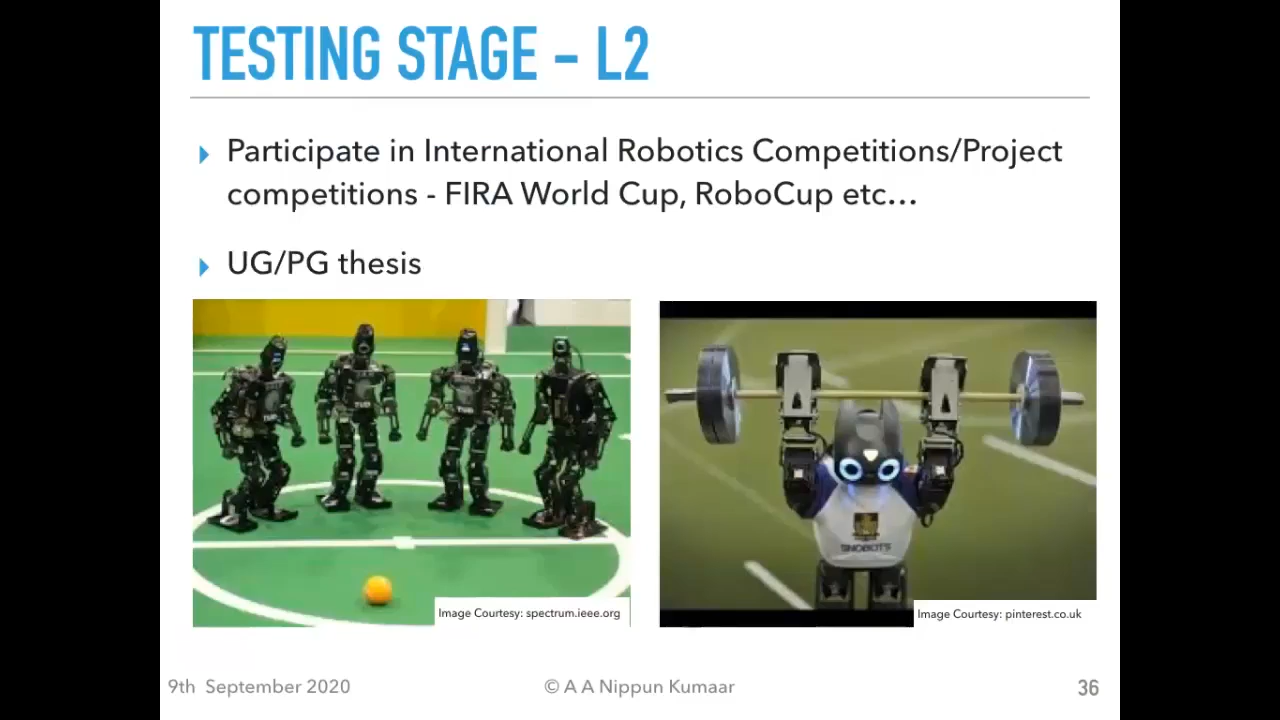 TESTING STAGE - L2
Participate in International Robotics Competitions/Project
competitions - FIRA World Cup, RoboCup etc...
UG/PG thesis
SNOBOTS
Image Courtesy: spectrum.ieee.org
Image Courtesy: pinterest.co.uk
9th September 2020
© A A Nippun Kumaar
36